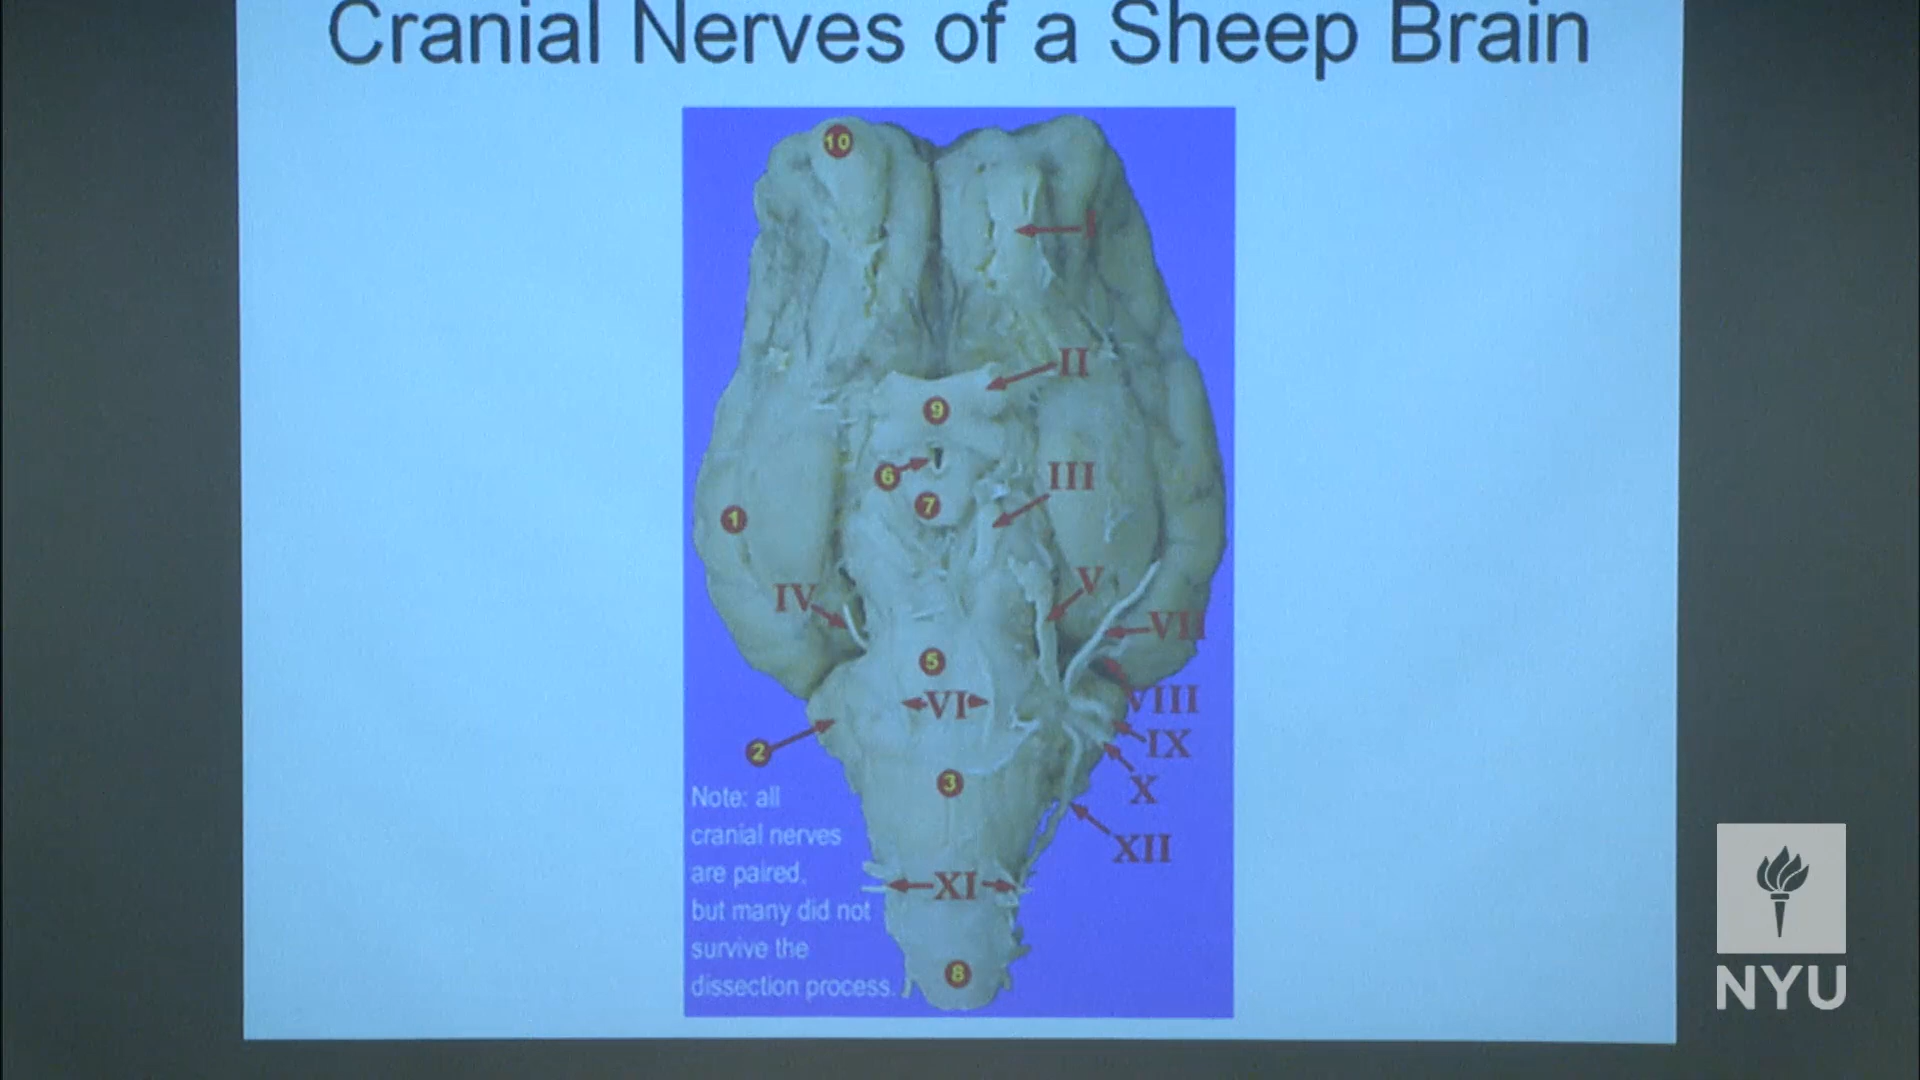 Cranial Nerves of a Sheep Brain
10
I
II
9
6
III
7
1
IV
V
VII
5
VI
VIII
2
IX
3
X
Note: all
cranial nerves
are paired,
but many did not
survive the
dissection process.
XII
XI
8
NYU